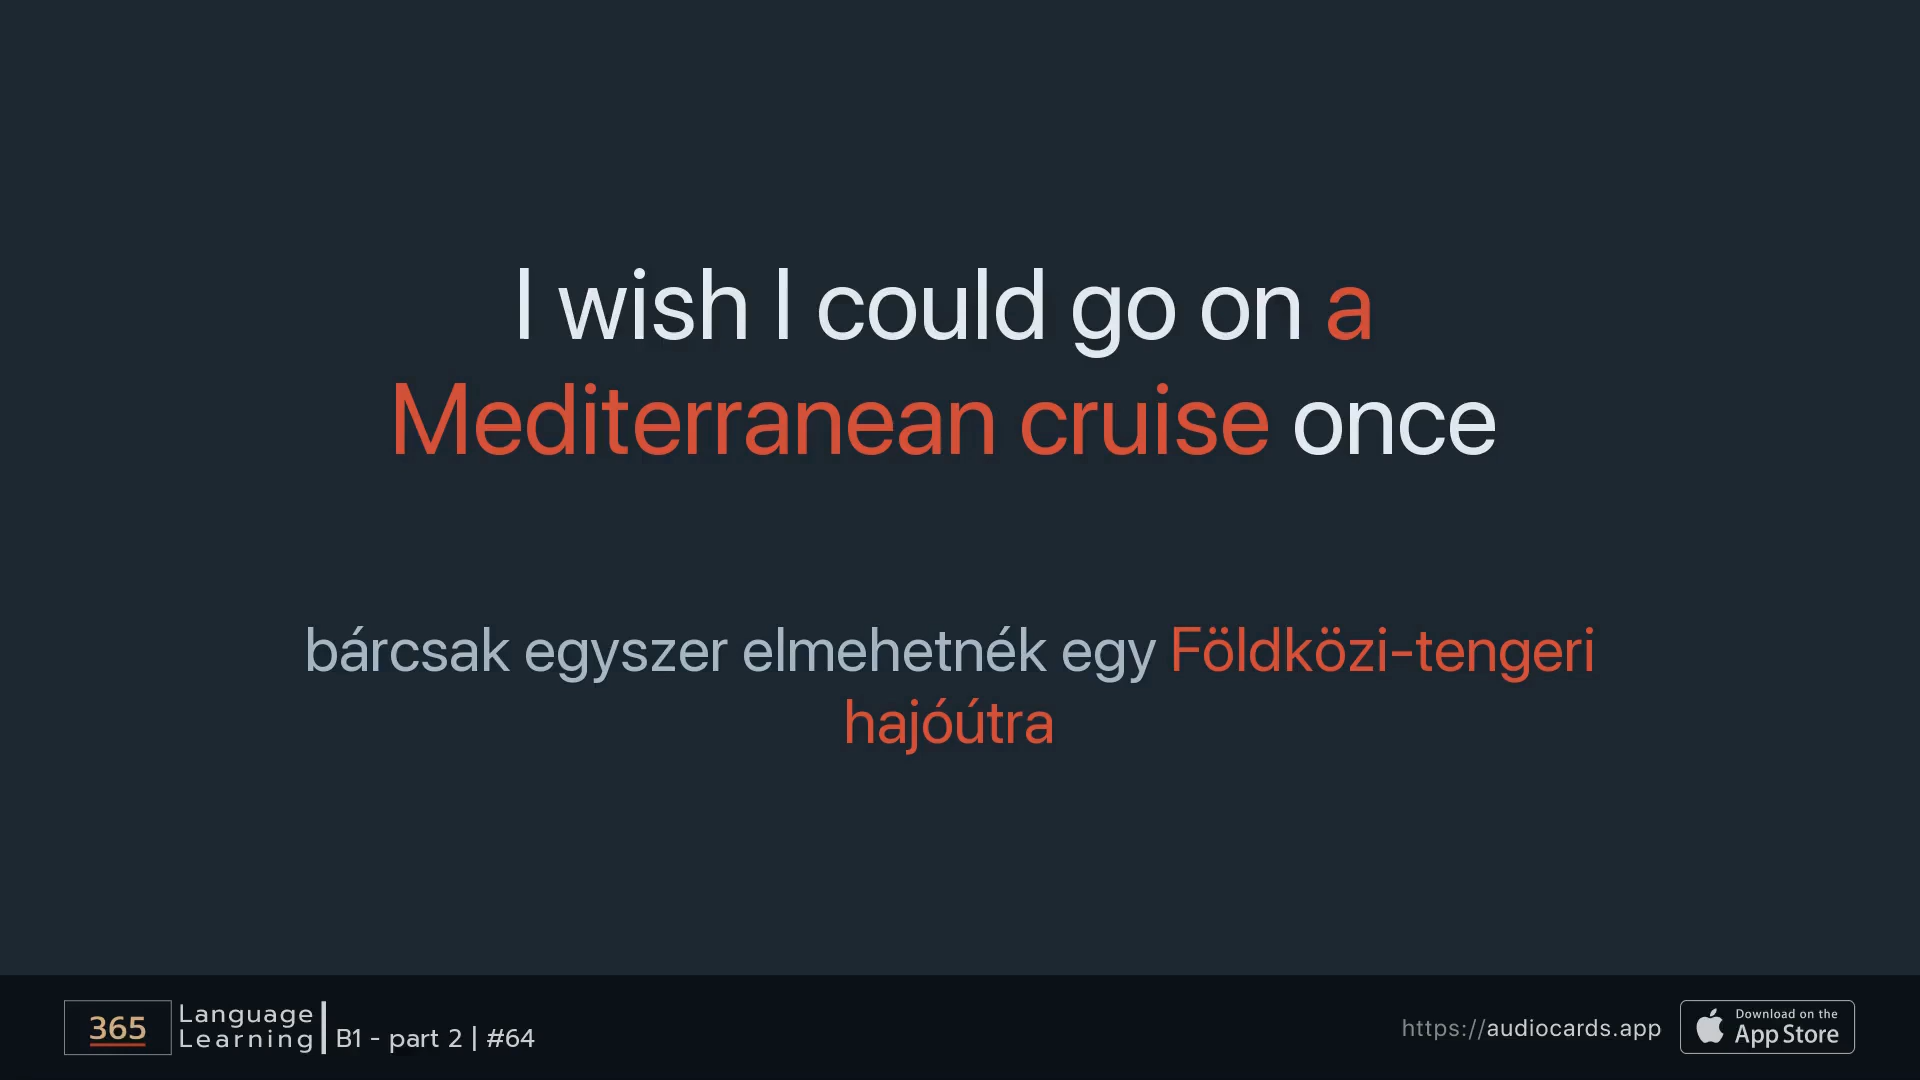 I wish I could go on a
Mediterranean cruise once
bárcsak egyszer elmehetnék egy Földközi-tengeri
hajóútra
365
Language
Learning
B1 - part 2 | #64
https://audiocards.app
Download on the
App Store